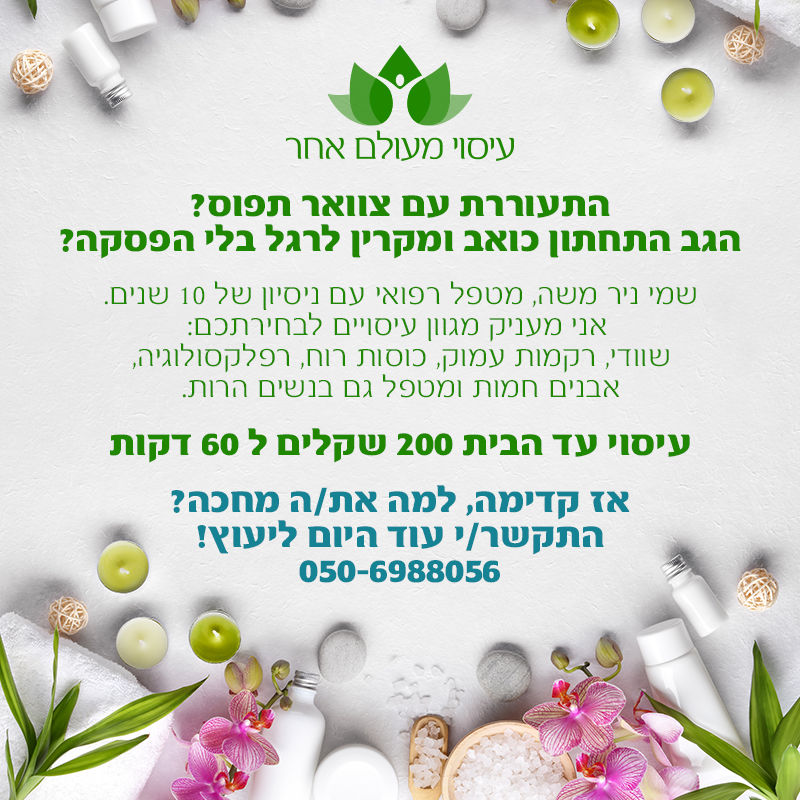 עיסוי מעולם אחר
התעוררת עם צוואר תפוס?
הגב התחתון כואב ומקרין לרגל בלי הפסקה?
שמי ניר משה, מטפל רפואי עם ניסיון של 10 שנים.
אני מעניק מגוון עיסויים לבחירתכם:
שוודי, רקמות עמוק, כוסות רוח, רפלקסולוגיה,
אבנים חמות ומטפל גם בנשים הרות.
עיסוי עד הבית 200 שקלים ל 60 דקות
אז קדימה, למה את/ה מחכה?
התקשר/י עוד היום ליעוץ!
050-6988056